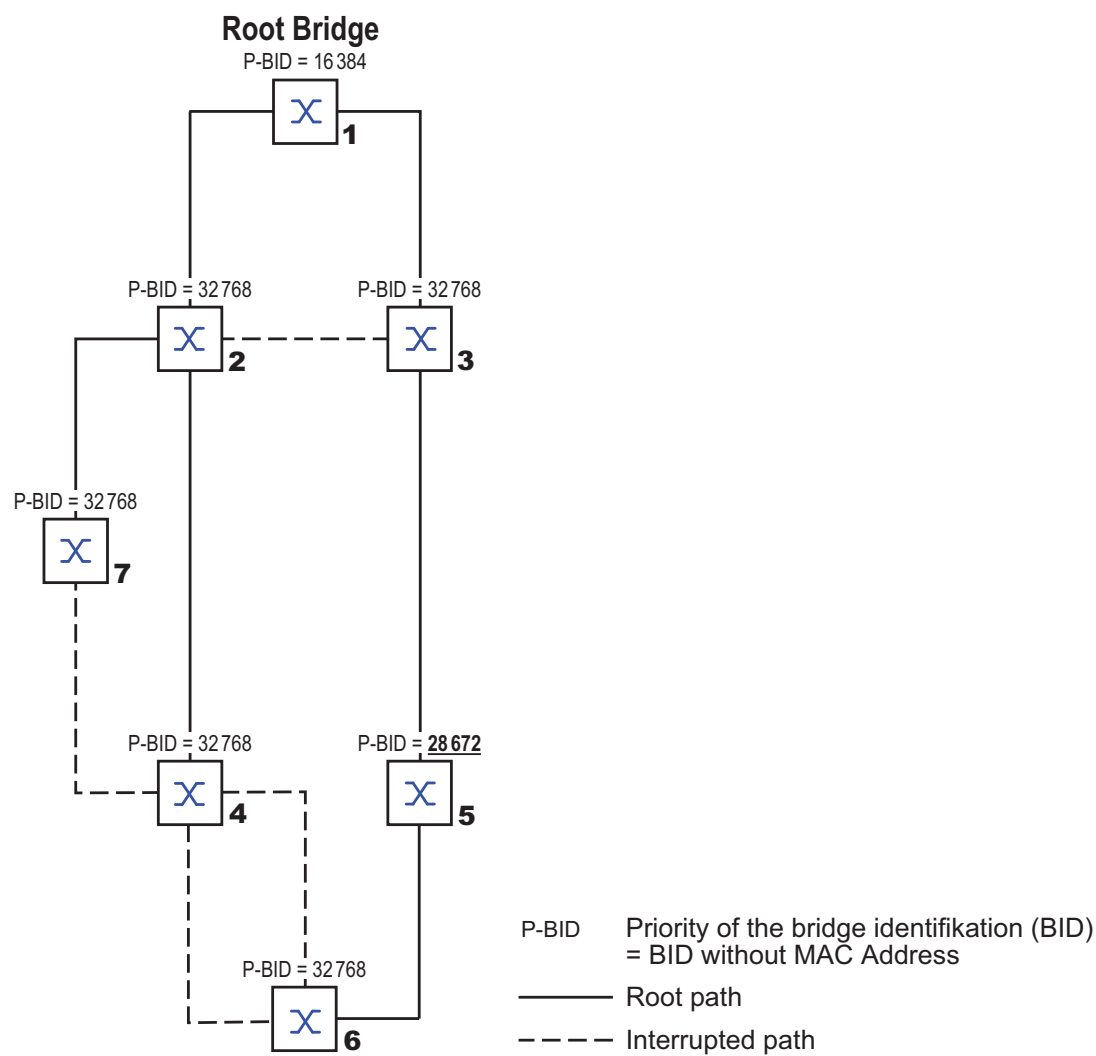 Root Bridge
P-BID = 16 384
1
P-BID = 32 768
P-BID = 32 768
2
3
P-BID = 32 768
7
P-BID = 32 768
P-BID = 28 672
4
5
P-BID = 32 768
6
P-BID Priority of the bridge identifikation (BID)
= BID without MAC Address
Root path
Interrupted path